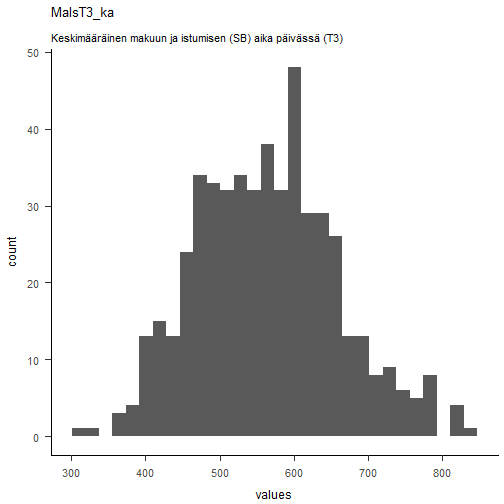 MaIsT3_ka
Keskimääräinen makuun ja istumisen (SB) aika päivässä (T3)
50
40
30
20
10
0
count
300 400 500 600 700 800
values